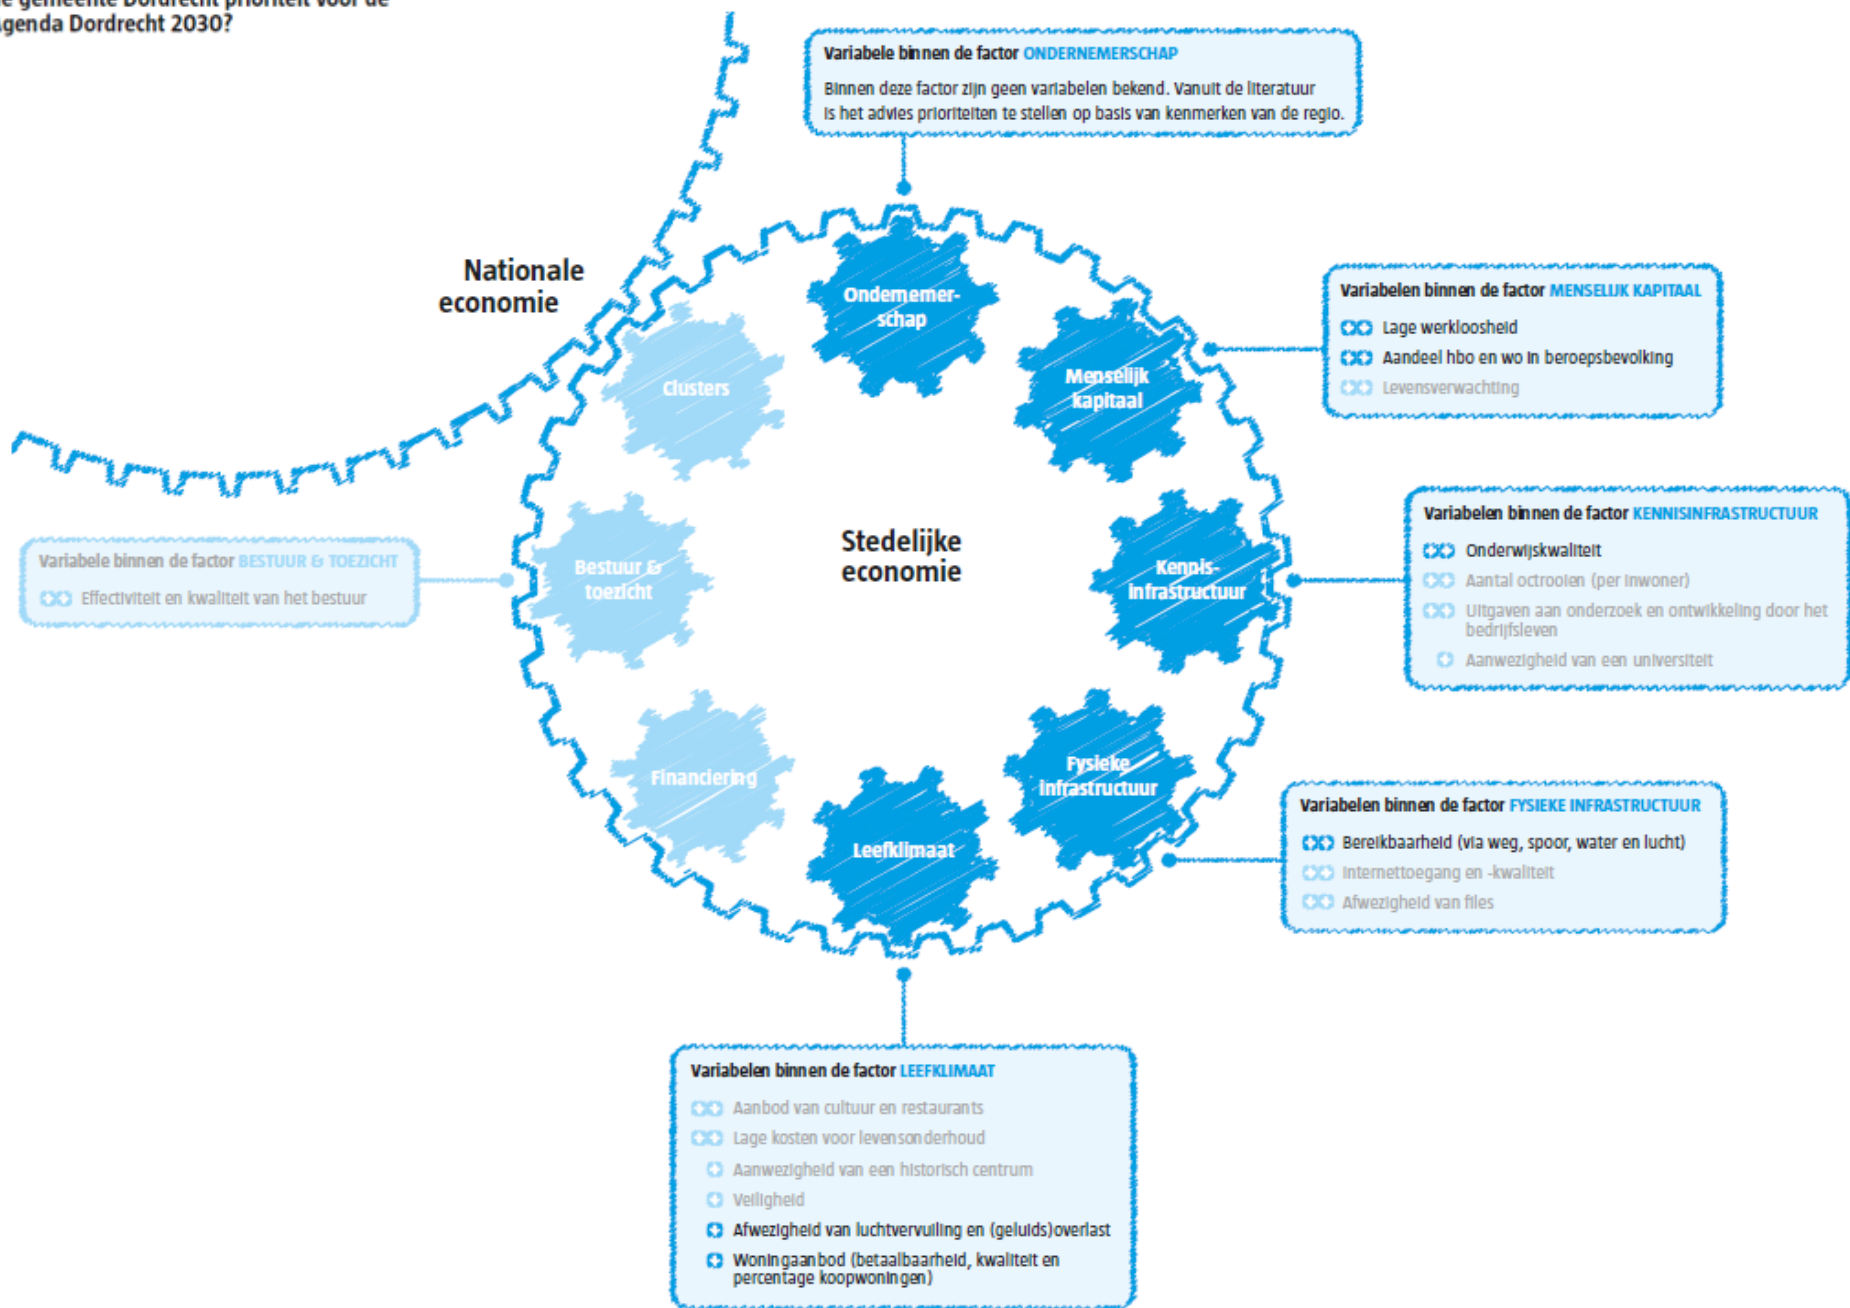 de gemeente Dordrecht prioriteit voor de
Agenda Dordrecht 2030?
Variabele binnen de factor ONDERNEMERSCHAP
Binnen deze factor zijn geen variabelen bekend. Vanuit de literatuur
is het advies prioriteiten te stellen op basis van kenmerken van de regio.
Nationale
economie
Ondernemer-
schap
Clusters
Menselijk
kapitaal
Variabelen binnen de factor MENSELIJK KAPITAAL
Lage werkloosheid
Aandeel hbo en wo in beroepsbevolking
Levensverwachting
Stedelijke
economie
Bestuur &
toezicht
Kennis-
infrastructuur
Variabele binnen de factor BESTUUR & TOEZICHT
Effectiviteit en kwaliteit van het bestuur
Variabelen binnen de factor KENNISINFRASTRUCTUUR
Onderwijskwaliteit
Aantal octrooien (per inwoner)
Uitgaven aan onderzoek en ontwikkeling door het
bedrijfsleven
Aanwezigheid van een universiteit
Financiering
Fysieke
infrastructuur
Leefklimaat
Variabelen binnen de factor FYSIEKE INFRASTRUCTUUR
Bereikbaarheid (via weg, spoor, water en lucht)
Internettoegang en -kwaliteit
Afwezigheid van files
Variabelen binnen de factor LEEFKLIMAAT
Aanbod van cultuur en restaurants
Lage kosten voor levensonderhoud
Aanwezigheid van een historisch centrum
Veiligheid
Afwezigheid van luchtvervuiling en (geluids)overlast
Woningaanbod (betaalbaarheid, kwaliteit en
percentage koopwoningen)